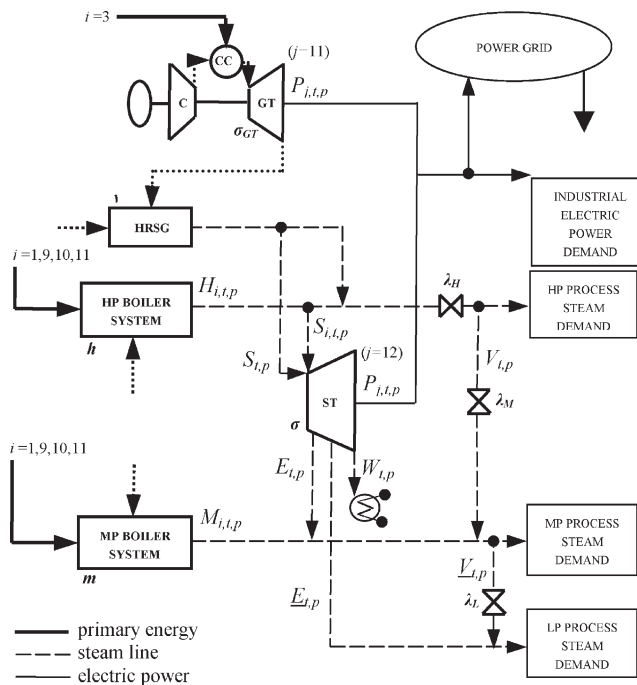 i=3
CC
(j=11)
POWER GRID
C
GT
P_{j,t,p}
σ_{GT}
ν
HRSG
INDUSTRIAL
ELECTRIC
POWER
DEMAND
i=1,9,10,11
H_{i,t,p}
λ_H
HP BOILER
SYSTEM
HP PROCESS
STEAM
DEMAND
h
S_{i,t,p}
S_{t,p}
(j=12)
P_{j,t,p}
V_{t,p}
ST
λ_M
σ
i=1,9,10,11
E_{t,p}
W_{t,p}
M_{i,t,p}
MP BOILER
SYSTEM
MP PROCESS
STEAM
DEMAND
m
V_{t,p}
E_{t,p}
λ_L
LP PROCESS
STEAM
DEMAND
primary energy
steam line
electric power